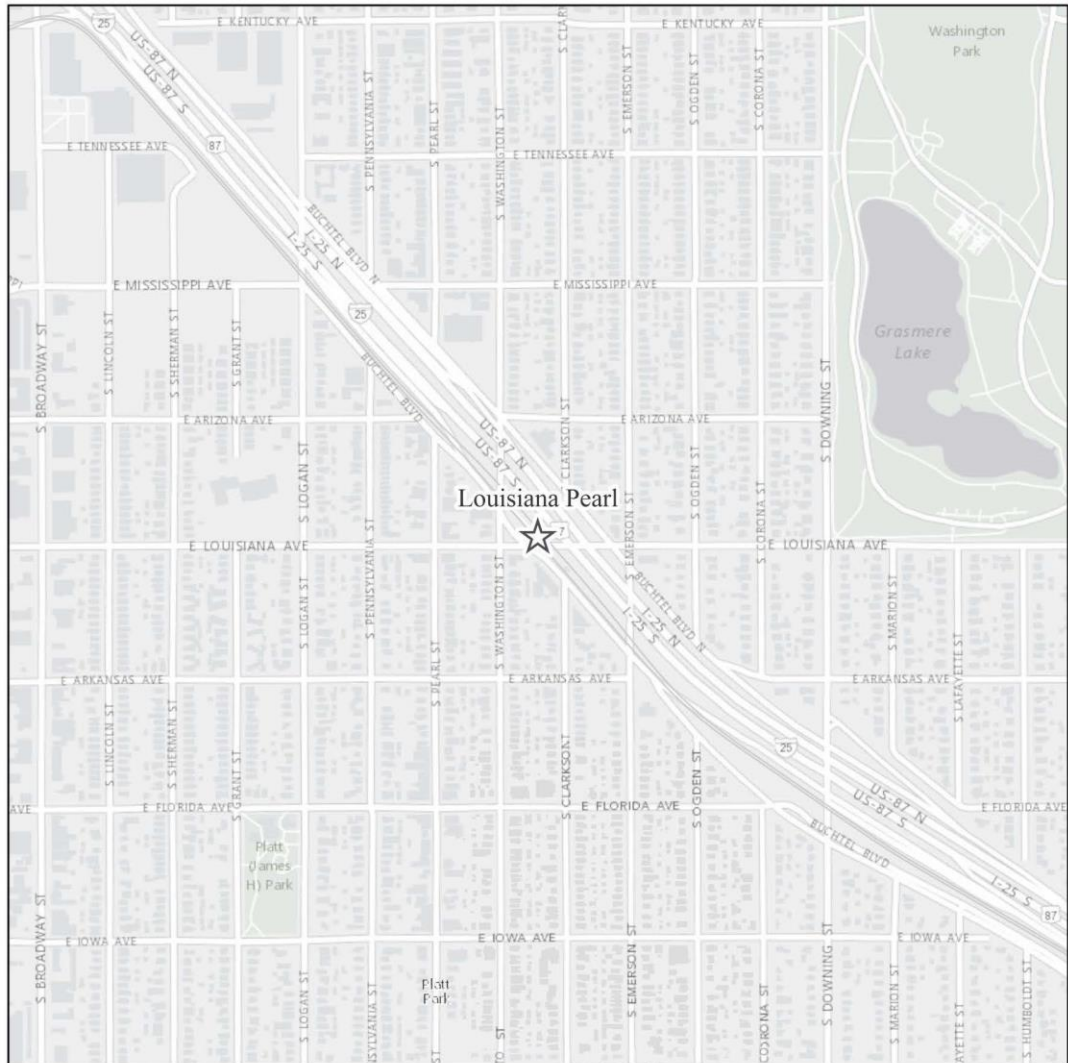 25
E KENTUCKY AVE
E KENTUCKY AVE
Washington
Park
US-87 N
US-87 S
87
S PENNSYLVANIA ST
S PEARL ST
S WASHINGTON ST
S EMERSON ST
S OGDEN ST
S CORONA ST
E TENNESSEE AVE
E TENNESSEE AVE
BUCHTEL BLVD N
I-25 N
I-25 S
E MISSISSIPPI AVE
E MISSISSIPPI AVE
25
S BROADWAY ST
S LINCOLN ST
S SHERMAN ST
S GRANT ST
BUCHTEL BLVD
Grasmere
Lake
S DOWNING ST
E ARIZONA AVE
E ARIZONA AVE
US-87 N
US-87 S
CLARKSON ST
S LOGAN ST
S OGDEN ST
S CORONA ST
Louisiana Pearl
7
E LOUISIANA AVE
E LOUISIANA AVE
S PENNSYLVANIA ST
S EMERSON ST
S LOGAN ST
S WASHINGTON ST
S PEARL ST
BUCHTEL BLVD N
I-25 N
I-25 S
S MARION ST
S LAFAYETTE ST
E ARKANSAS AVE
E ARKANSAS AVE
E ARKANSAS AVE
S LINCOLN ST
S SHERMAN ST
S GRANT ST
S CLARKSON T
S OGDEN ST
25
AVE
E FLORIDA AVE
E FLORIDA AVE
E FLORIDA AVE
US-87 N
US-87 S
BUCHTEL BLVD
Platt
(James
H) Park
I-25 S
87
S BROADWAY ST
E IOWA AVE
E IOWA AVE
E IOWA AVE
S LOGAN ST
S EMERSON ST
S DOWNING ST
S MARION ST
S HUMBOLDT ST
Platt
Park